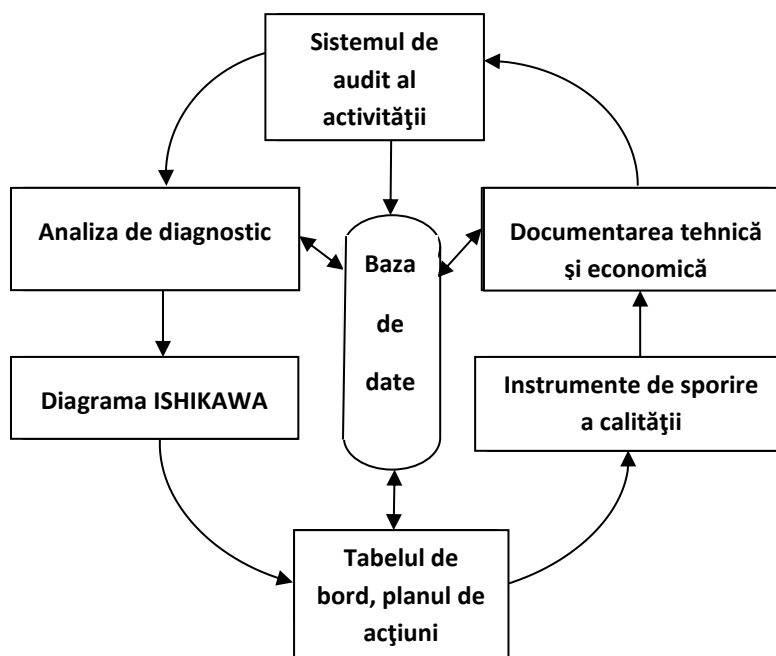 Sistemul de
audit al
activităţii
Analiza de diagnostic
Baza
de
date
Documentarea tehnică
şi economică
Diagrama ISHIKAWA
Instrumente de sporire
a calităţii
Tabelul de
bord, planul de
acţiuni